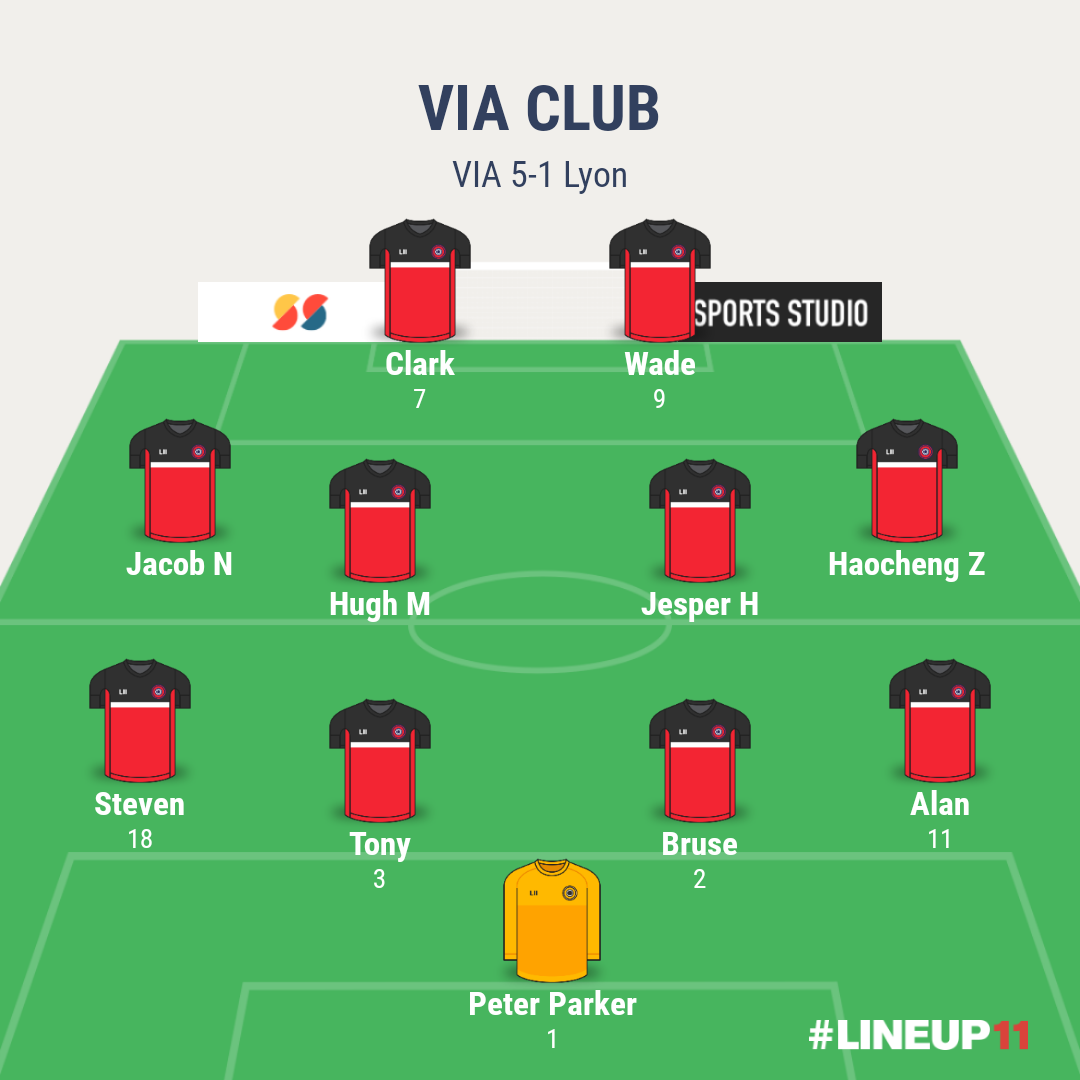 VIA CLUB
VIA 5-1 Lyon
SPORTS STUDIO
Clark
7
Wade
9
Jacob N
Haocheng Z
Hugh M
Jesper H
Steven
18
Alan
11
Tony
3
Bruse
2
Peter Parker
1
#LINEUP11